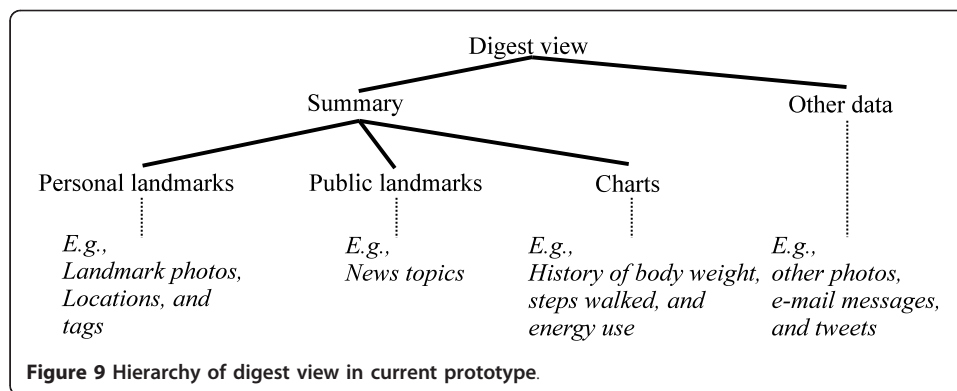 Digest view
Summary
Other data
Personal landmarks
Public landmarks
Charts
E.g.,
Landmark photos,
Locations, and
tags
E.g.,
News topics
E.g.,
History of body weight,
steps walked, and
energy use
E.g.,
other photos,
e-mail messages,
and tweets
Figure 9 Hierarchy of digest view in current prototype.